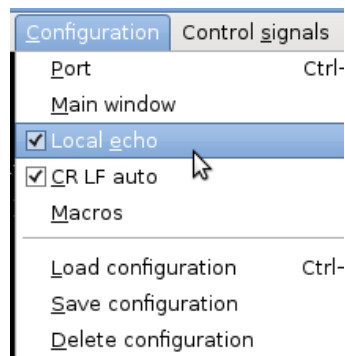 Configuration Control signals
Port Ctrl-
Main window
Local echo
CR LF auto
Macros
Load configuration Ctrl-
Save configuration
Delete configuration